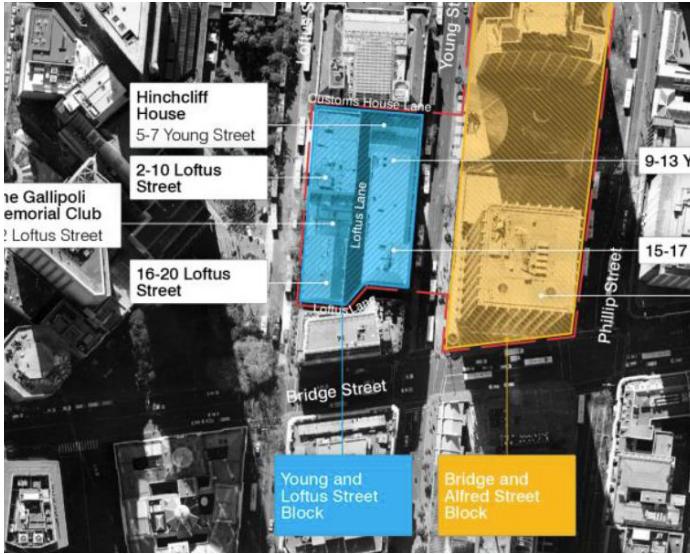 Loftus S
Young St
Customs House Lane
Hinchcliff
House
5-7 Young Street
2-10 Loftus
Street
9-13 Y
he Gallipoli
emorial Club
2 Loftus Street
Loftus Lane
15-17
16-20 Loftus
Street
Loftus Lane
Phillip Street
Bridge Street
Young and
Loftus Street
Block
Bridge and
Alfred Street
Block